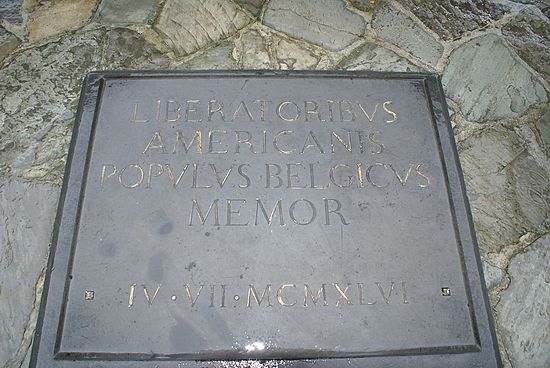 LIBERATORIBVS
AMERICANIS
POPVLVS BELGICVS
MEMOR
IV · VII · MCMXLVI